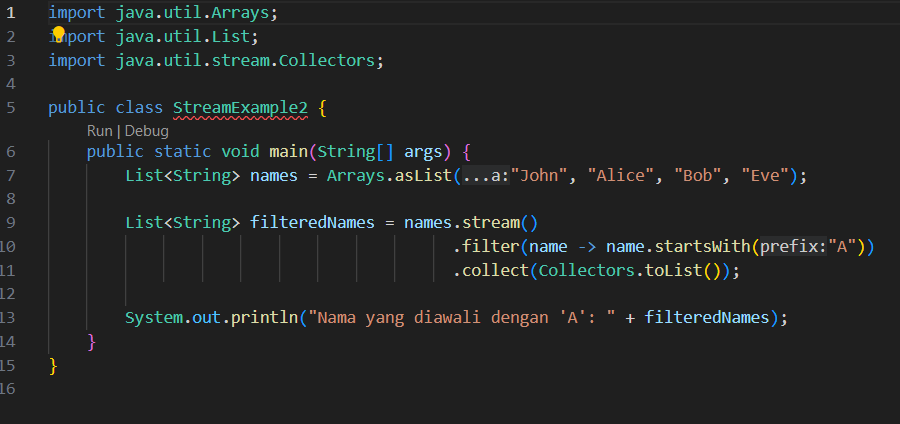 1 import java.util.Arrays;
2 import java.util.List;
3 import java.util.stream.Collectors;
4
5 public class StreamExample2 {
Run | Debug
6 public static void main(String[] args) {
7 List<String> names = Arrays.asList(...a:"John", "Alice", "Bob", "Eve");
8
9 List<String> filteredNames = names.stream()
10 .filter(name -> name.startsWith(prefix:"A"))
11 .collect(Collectors.toList());
12
13 System.out.println("Nama yang diawali dengan 'A': " + filteredNames);
14 }
15 }
16